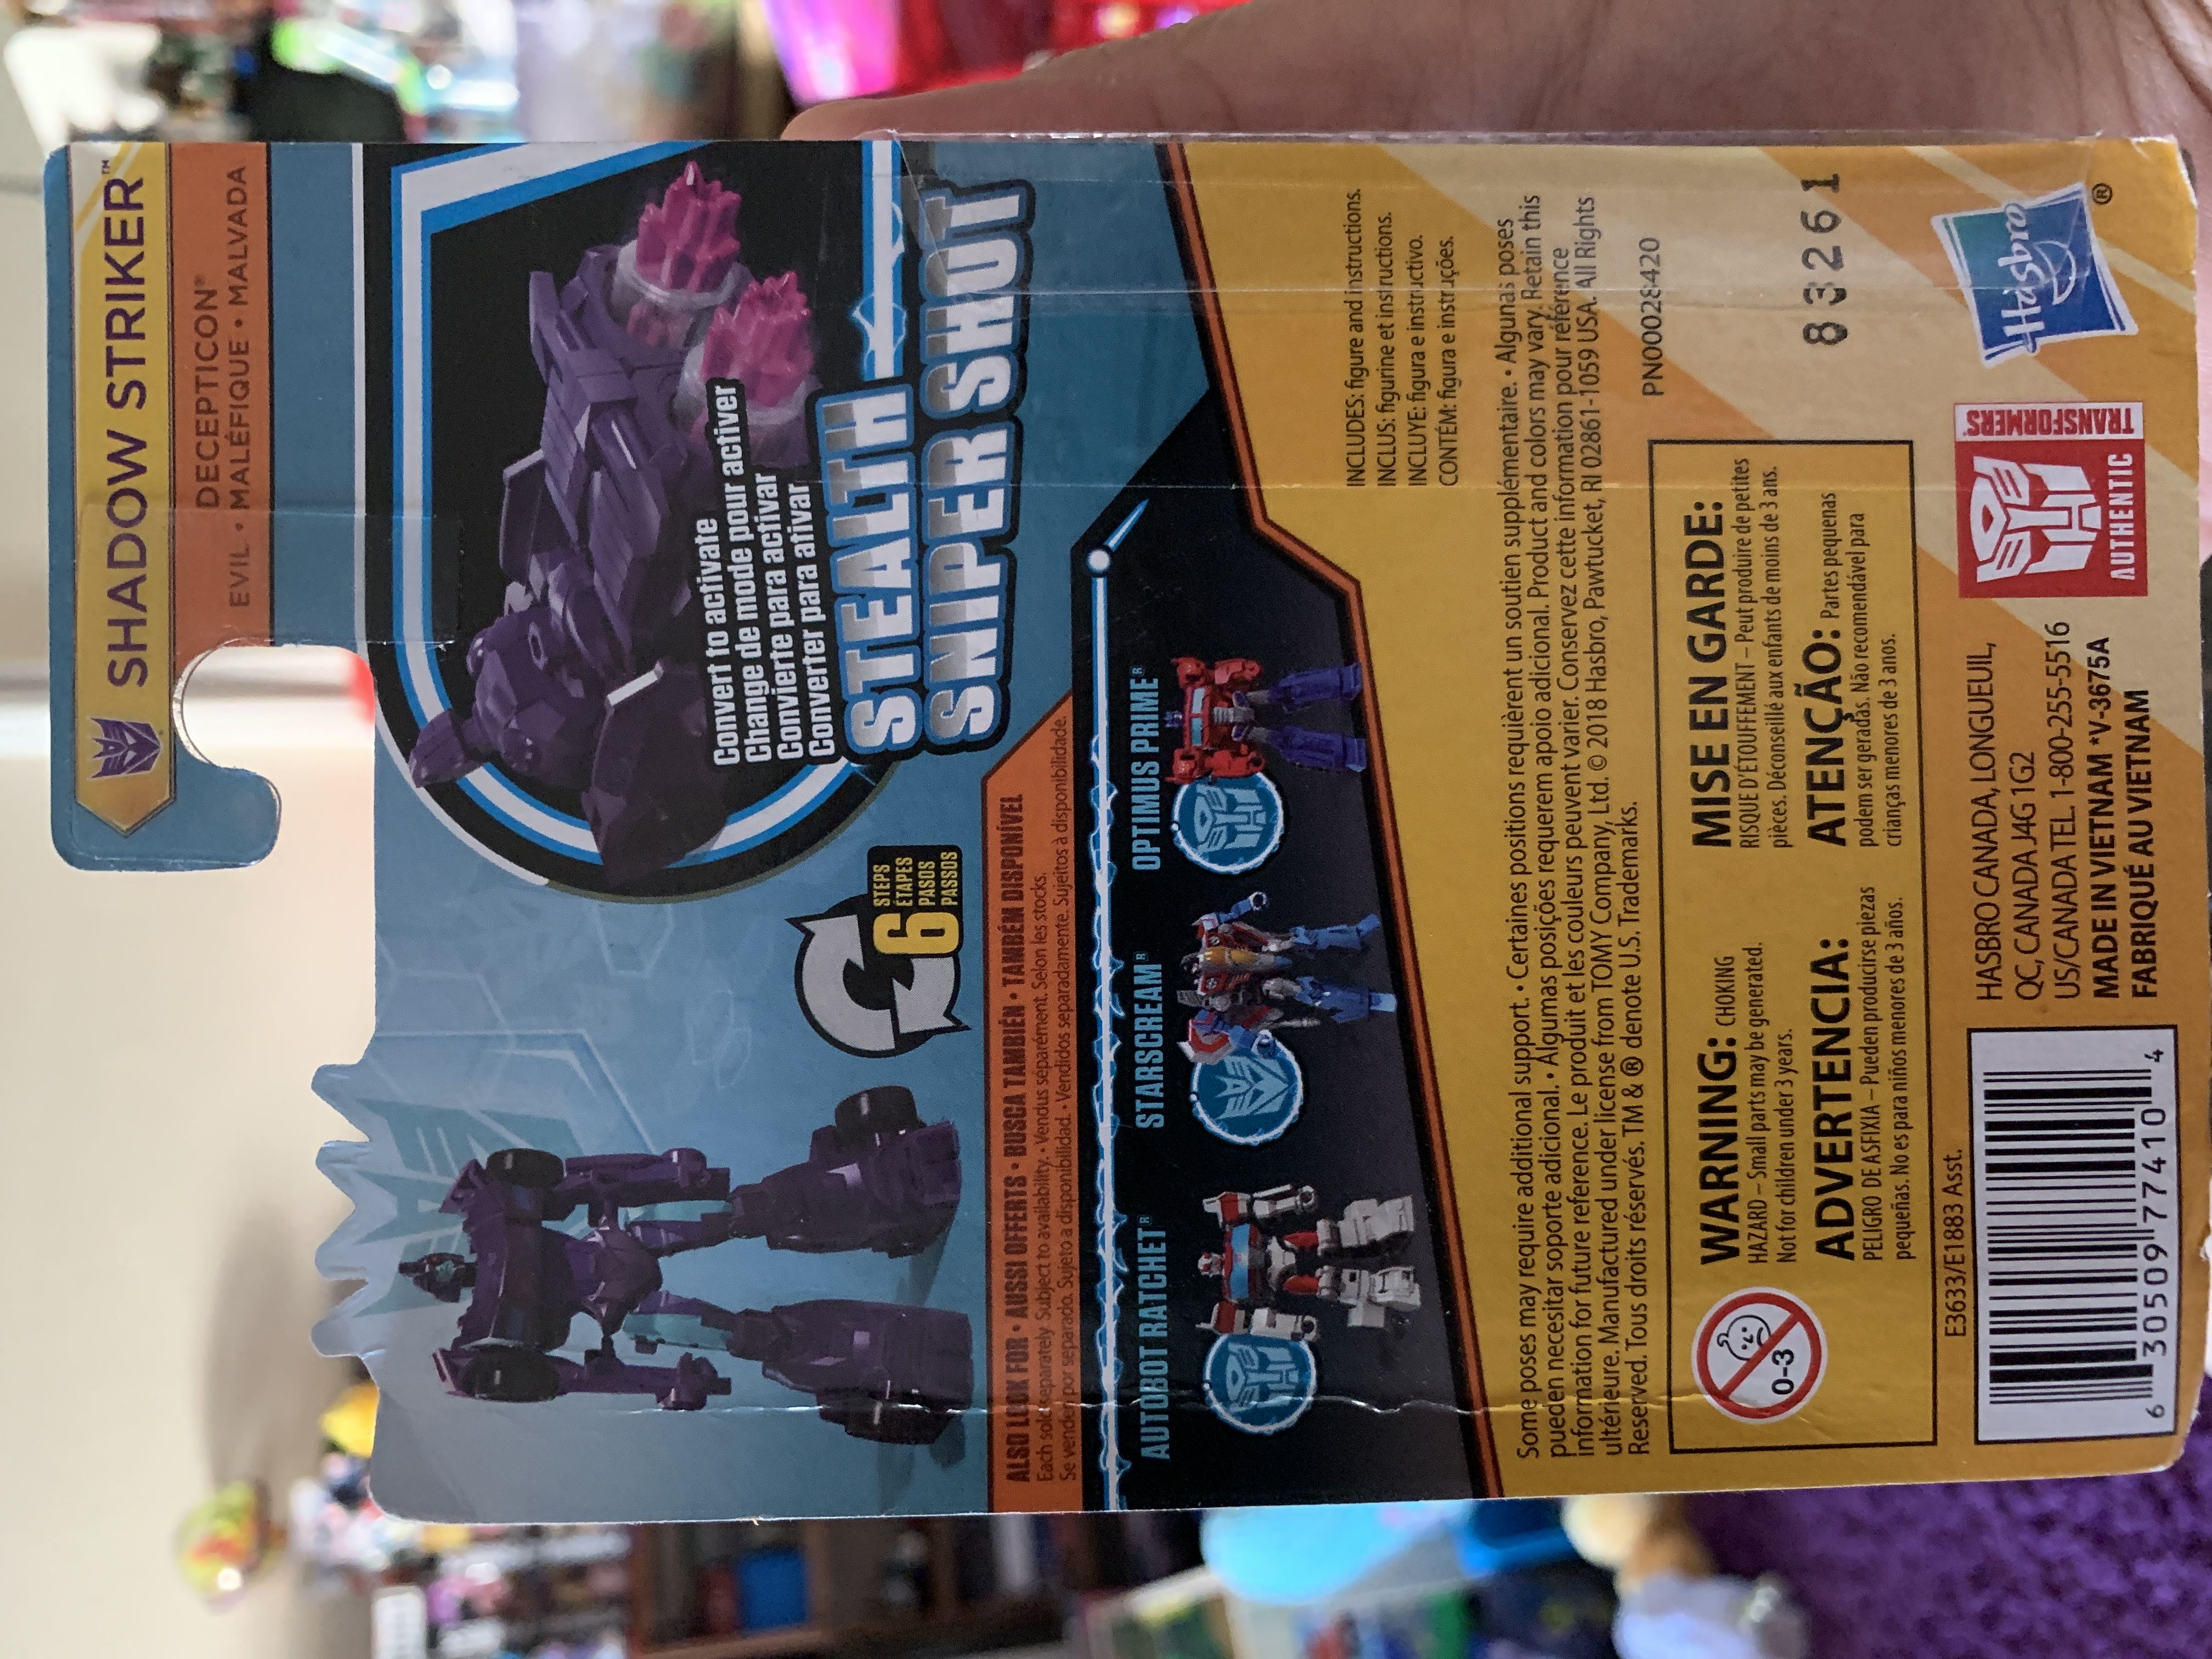 SHADOW STRIKER™
DECEPTICON®
EVIL • MALÉFIQUE • MALVADA
Convert to activate
Change de mode pour activer
Convierte para activar
Converter para ativar
STEALTH
SNIPER SHOT
6
STEPS
ÉTAPES
PASOS
PASSOS
ALSO LOOK FOR • AUSSI OFFERTS • BUSCA TAMBIÉN • TAMBÉM DISPONÍVEL
Each sold separately. Subject to availability. • Vendus séparément. Selon les stocks.
Se vende por separado. Sujeto a disponibilidad. • Vendidos separadamente. Sujeitos à disponibilidade.
AUTOBOT RATCHET®
STARSCREAM®
OPTIMUS PRIME®
INCLUDES: figure and instructions.
INCLUS: figurine et instructions.
INCLUYE: figura e instructivo.
CONTÉM: figura e instruções.
Some poses may require additional support. • Certaines positions requièrent un soutien supplémentaire. • Algunas poses
pueden necesitar soporte adicional. • Algumas posições requerem apoio adicional. Product and colors may vary. Retain this
information for future reference. Le produit et les couleurs peuvent varier. Conservez cette information pour référence
ultérieure. Manufactured under license from TOMY Company, Ltd. © 2018 Hasbro, Pawtucket, RI 02861-1059 USA. All Rights
Reserved. Tous droits réservés. TM & ® denote U.S. Trademarks.
PN00028420
0-3
WARNING: CHOKING
HAZARD – Small parts may be generated.
Not for children under 3 years.
MISE EN GARDE:
RISQUE D'ÉTOUFFEMENT – Peut produire de petites
pièces. Déconseillé aux enfants de moins de 3 ans.
ADVERTENCIA:
PELIGRO DE ASFIXIA – Pueden producirse piezas
pequeñas. No es para niños menores de 3 años.
ATENÇÃO: Partes pequenas
podem ser geradas. Não recomendável para
crianças menores de 3 anos.
83261
E3633/E1883 Asst.
6 30509 77410 4
HASBRO CANADA, LONGUEUIL,
QC, CANADA J4G 1G2
US/CANADA TEL. 1-800-255-5516
MADE IN VIETNAM *V-3675A
FABRIQUÉ AU VIETNAM
AUTHENTIC
TRANSFORMERS
Hasbro®